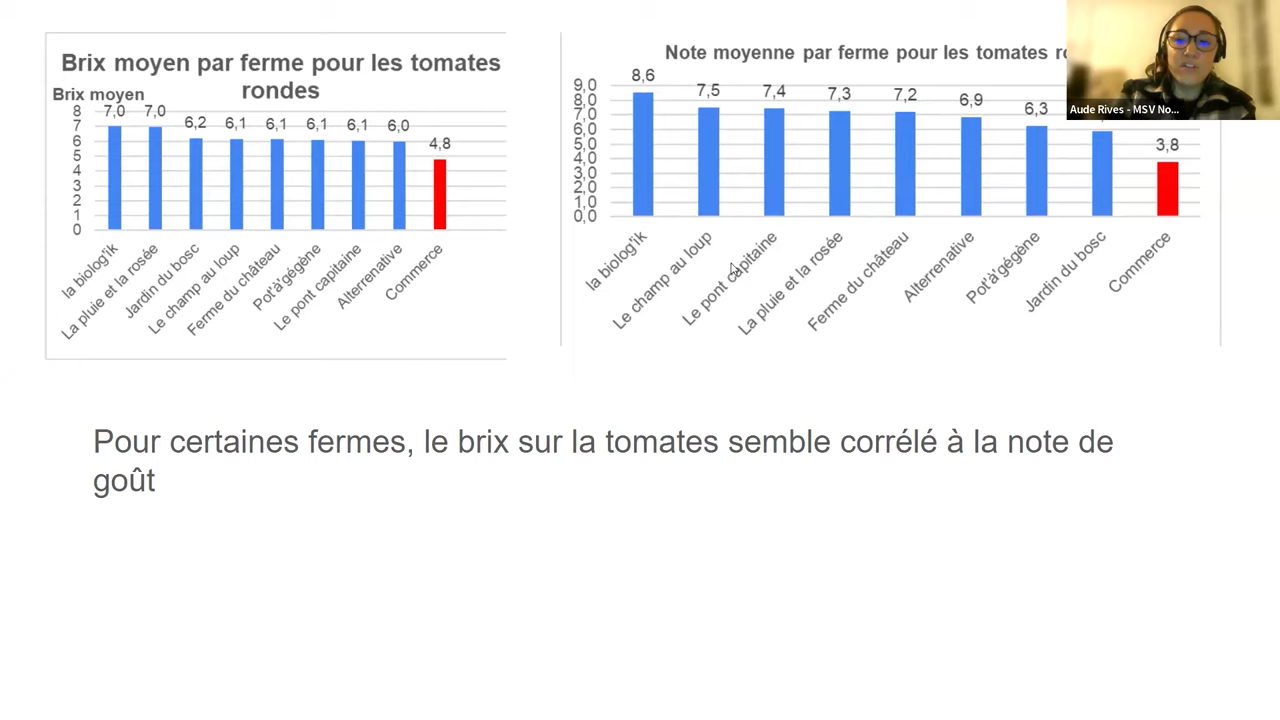 Brix moyen par ferme pour les tomates
rondes
Brix moyen
8
7
6
5
4
3
2
1
0
7,0 7,0 6,2 6,1 6,1 6,1 6,1 6,0 4,8
la biolog'ik
La pluie et la rosée
Jardin du bosc
Le champ au loup
Ferme du château
Pot'à'gégène
Le pont capitaine
Alterrenative
Commerce
Note moyenne par ferme pour les tomates
9,0
8,0
7,0
6,0
5,0
4,0
3,0
2,0
1,0
0,0
8,6 7,5 7,4 7,3 7,2 6,9 6,3 3,8
la biolog'ik
Le champ au loup
Le pont capitaine
La pluie et la rosée
Ferme du château
Alterrenative
Pot'à'gégène
Jardin du bosc
Commerce
Aude Rives - MSV No...
Pour certaines fermes, le brix sur la tomates semble corrélé à la note de
goût